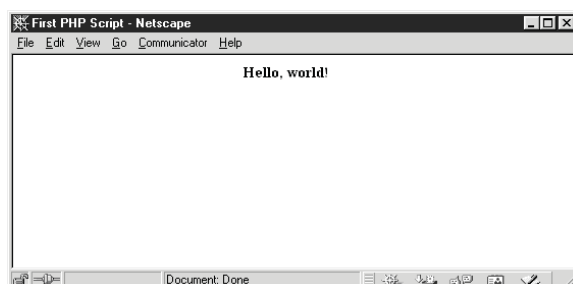 First PHP Script - Netscape
File Edit View Go Communicator Help
Hello, world!
Document: Done